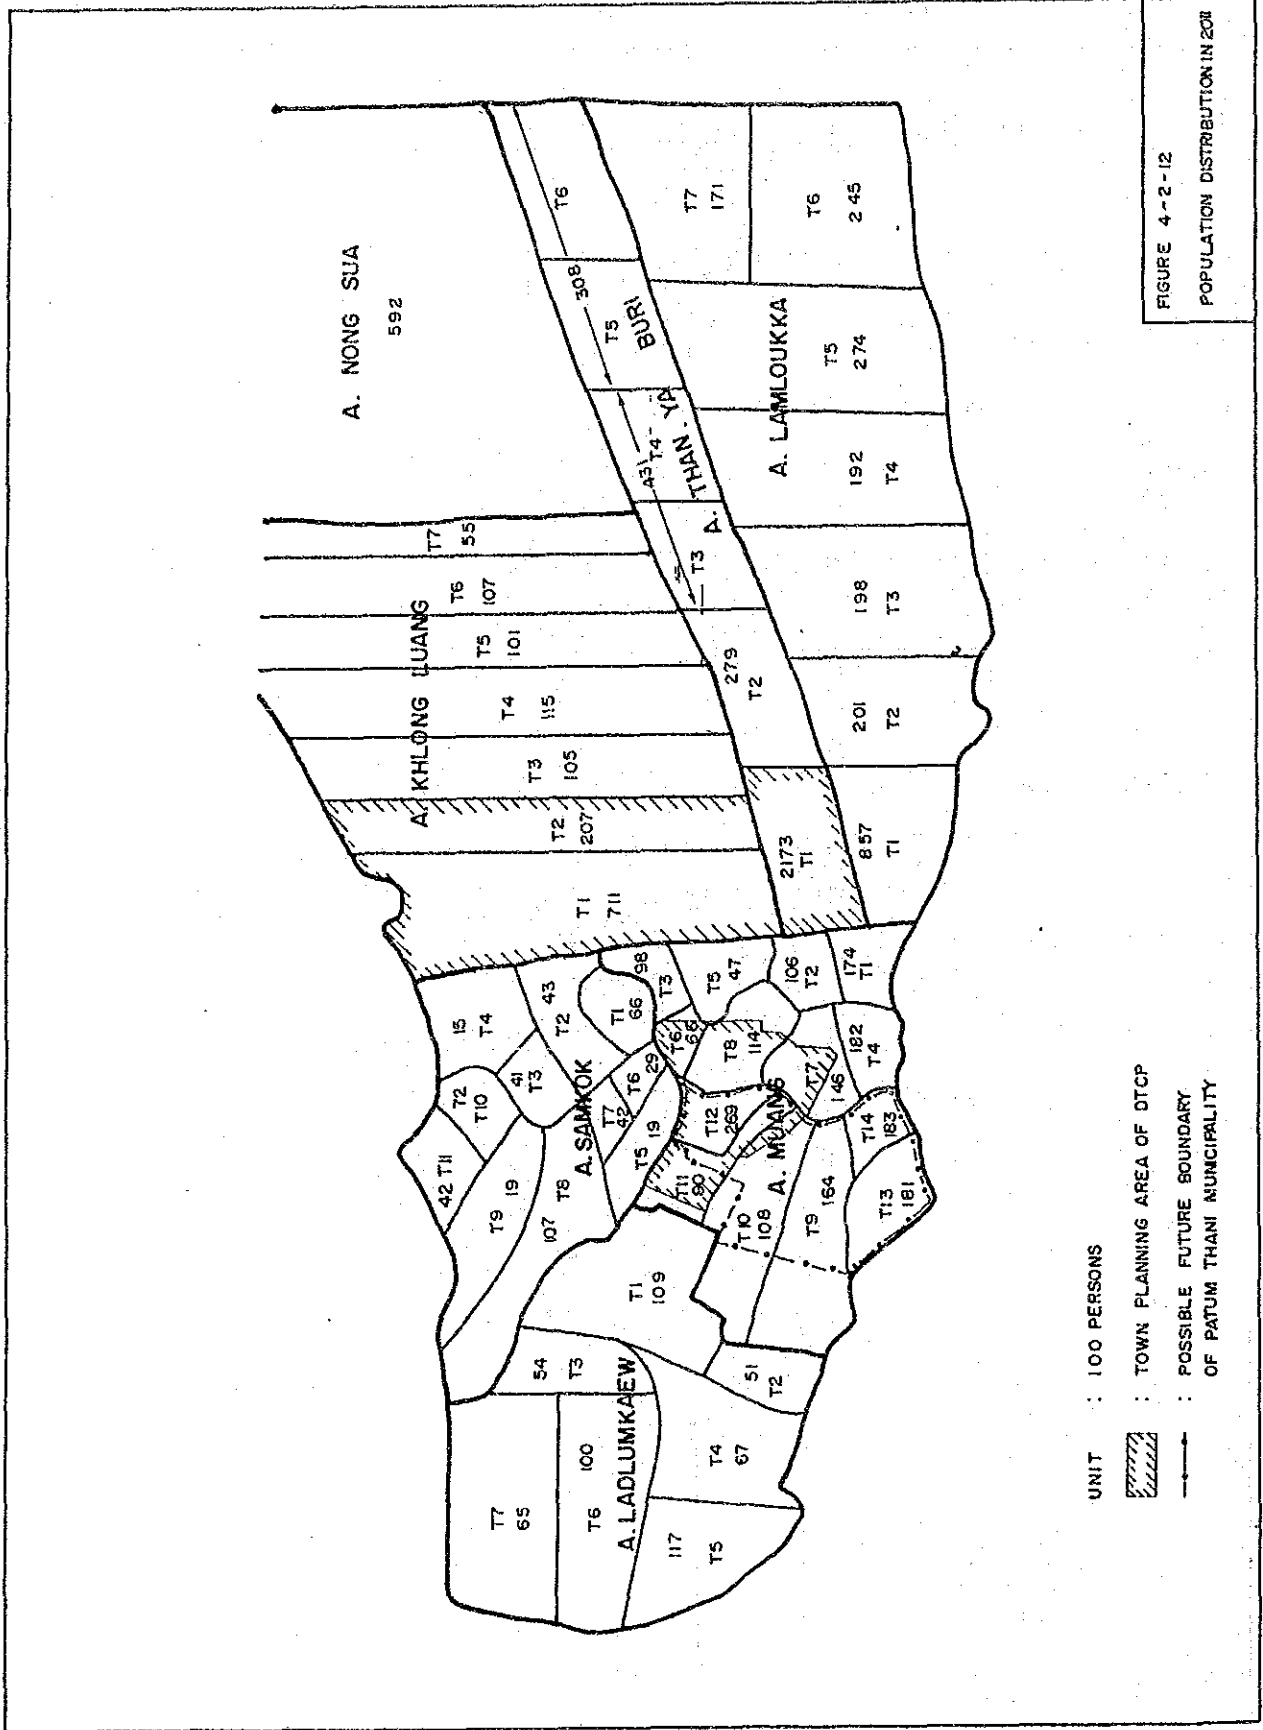 A. NONG SUA
592
A. KHLONG LUANG
T7
55
T6
107
T5
101
T4
115
T3
105
T2
207
T1
711
A. THAN. YA BURI
T6
308
T5
431
T4
T3
279
T2
2173
T1
A. LAMLOUKKA
T7
171
T6
245
T5
274
192
T4
198
T3
201
T2
857
T1
A. SAMKOK
15
T4
43
T2
T1
66
41
T3
72
T10
42 T11
T9
19
T8
107
T7
42
T6
29
T5
19
A. MUANG
98
T3
T5
47
106
T2
174
T1
T6
66
T8
114
T7
146
182
T4
T12
269
T11
90
T10
108
T9
164
T14
183
T13
181
A. LADLUMKAEW
T1
109
54
T3
51
T2
T4
67
100
T6
T7
65
117
T5
UNIT : 100 PERSONS
: TOWN PLANNING AREA OF DTCP
: POSSIBLE FUTURE BOUNDARY
OF PATUM THANI MUNICIPALITY
FIGURE 4-2-12
POPULATION DISTRIBUTION IN 2011